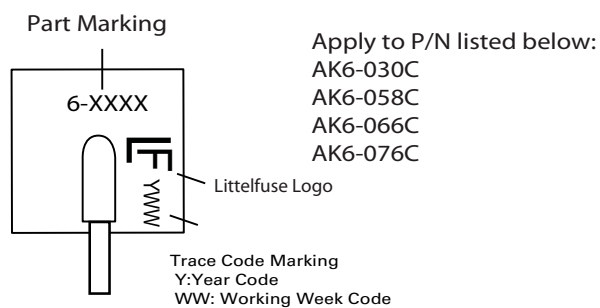 Part Marking
6-XXXX
YWW
Littelfuse Logo
Trace Code Marking
Y:Year Code
WW: Working Week Code
Apply to P/N listed below:
AK6-030C
AK6-058C
AK6-066C
AK6-076C